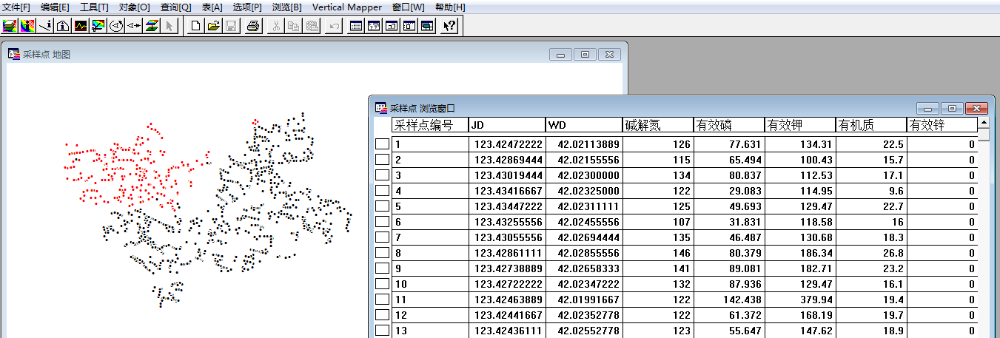 文件[F] 编辑[E] 工具[T] 对象[O] 查询[Q] 表[A] 选项[P] 浏览[B] Vertical Mapper 窗口[W] 帮助[H]
采样点 地图
采样点 浏览窗口
采样点编号 JD WD 碱解氮 有效磷 有效钾 有机质 有效锌
1 123.42472222 42.02113889 126 77.631 134.31 22.5 0
2 123.42869444 42.02155556 115 65.494 100.43 15.7 0
3 123.43019444 42.02300000 134 80.837 112.53 17.1 0
4 123.43416667 42.02325000 122 29.083 114.95 9.6 0
5 123.43447222 42.02311111 125 49.693 129.47 22.7 0
6 123.43255556 42.02455556 107 31.831 118.58 16 0
7 123.43055556 42.02694444 135 46.487 130.68 18.3 0
8 123.42861111 42.02855556 146 80.379 186.34 26.8 0
9 123.42738889 42.02658333 141 89.081 182.71 23.2 0
10 123.42722222 42.02347222 132 87.936 129.47 16.1 0
11 123.42463889 42.01991667 122 142.438 379.94 19.4 0
12 123.42441667 42.02352778 122 61.372 168.19 19.7 0
13 123.42436111 42.02552778 123 55.647 147.62 18.9 0